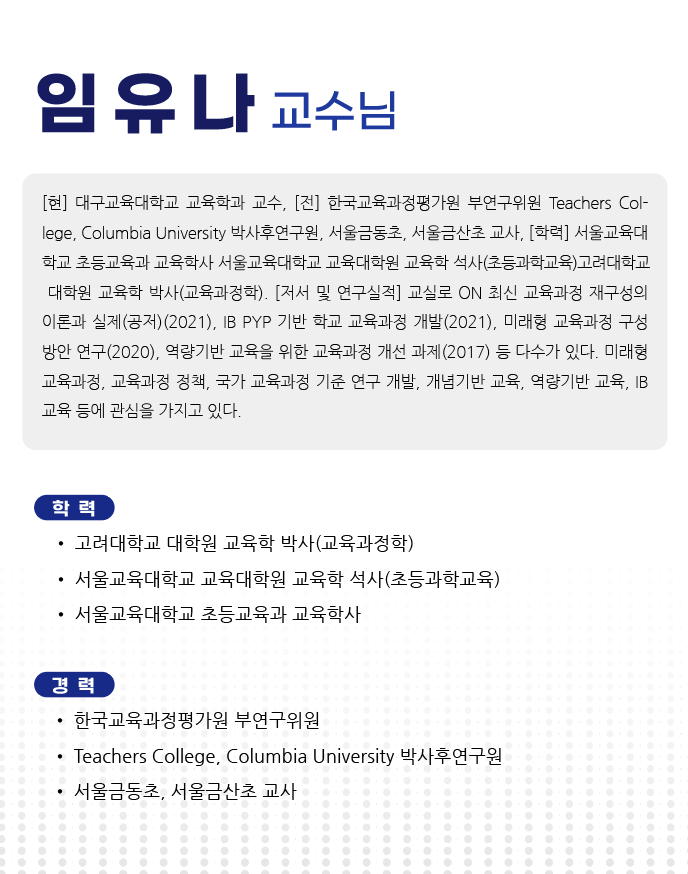 임유나 교수님
[현] 대구교육대학교 교육학과 교수, [전] 한국교육과정평가원 부연구위원 Teachers Col-
lege, Columbia University 박사후연구원, 서울금동초, 서울금산초 교사, [학력] 서울교육대
학교 초등교육과 교육학사 서울교육대학교 교육대학원 교육학 석사(초등과학교육)고려대학교
대학원 교육학 박사(교육과정학). [저서 및 연구실적] 교실로 ON 최신 교육과정 재구성의
이론과 실제(공저)(2021), IB PYP 기반 학교 교육과정 개발(2021), 미래형 교육과정 구성
방안 연구(2020), 역량기반 교육을 위한 교육과정 개선 과제(2017) 등 다수가 있다. 미래형
교육과정, 교육과정 정책, 국가 교육과정 기준 연구 개발, 개념기반 교육, 역량기반 교육, IB
교육 등에 관심을 가지고 있다.
학 력
• 고려대학교 대학원 교육학 박사(교육과정학)
• 서울교육대학교 교육대학원 교육학 석사(초등과학교육)
• 서울교육대학교 초등교육과 교육학사
경 력
• 한국교육과정평가원 부연구위원
• Teachers College, Columbia University 박사후연구원
• 서울금동초, 서울금산초 교사